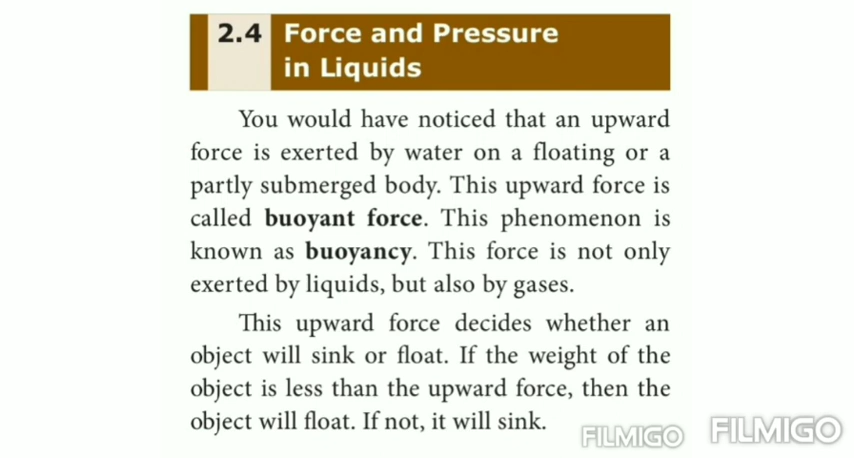 2.4 Force and Pressure
in Liquids
You would have noticed that an upward
force is exerted by water on a floating or a
partly submerged body. This upward force is
called buoyant force. This phenomenon is
known as buoyancy. This force is not only
exerted by liquids, but also by gases.
This upward force decides whether an
object will sink or float. If the weight of the
object is less than the upward force, then the
object will float. If not, it will sink.
FILMIGO FILMIGO